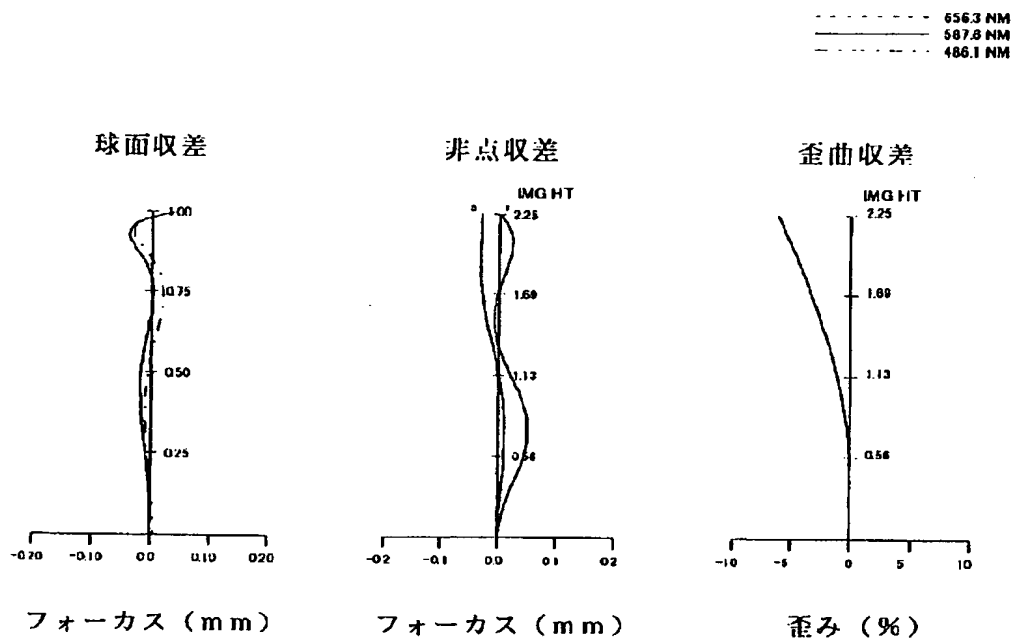 656.3 NM
587.6 NM
486.1 NM
球面収差
1.00
0.75
0.50
0.25
-0.20 -0.10 0.0 0.10 0.20
フォーカス（mm）
非点収差
IMG HT
2.25
1.69
1.13
0.56
-0.2 -0.1 0.0 0.1 0.2
フォーカス（mm）
歪曲収差
IMG HT
2.25
1.69
1.13
0.56
-10 -5 0 5 10
歪み（％）